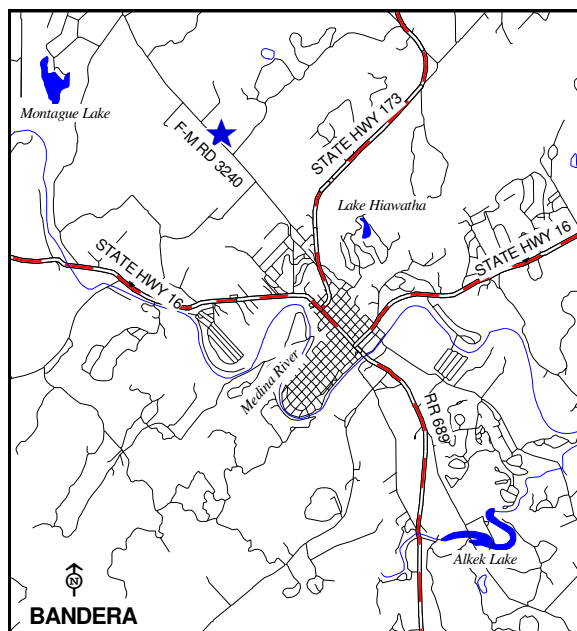 Montague Lake
F-M RD 3240
STATE HWY 173
Lake Hiawatha
STATE HWY 16
STATE HWY 16
Medina River
RR 689
Alkek Lake
N
BANDERA